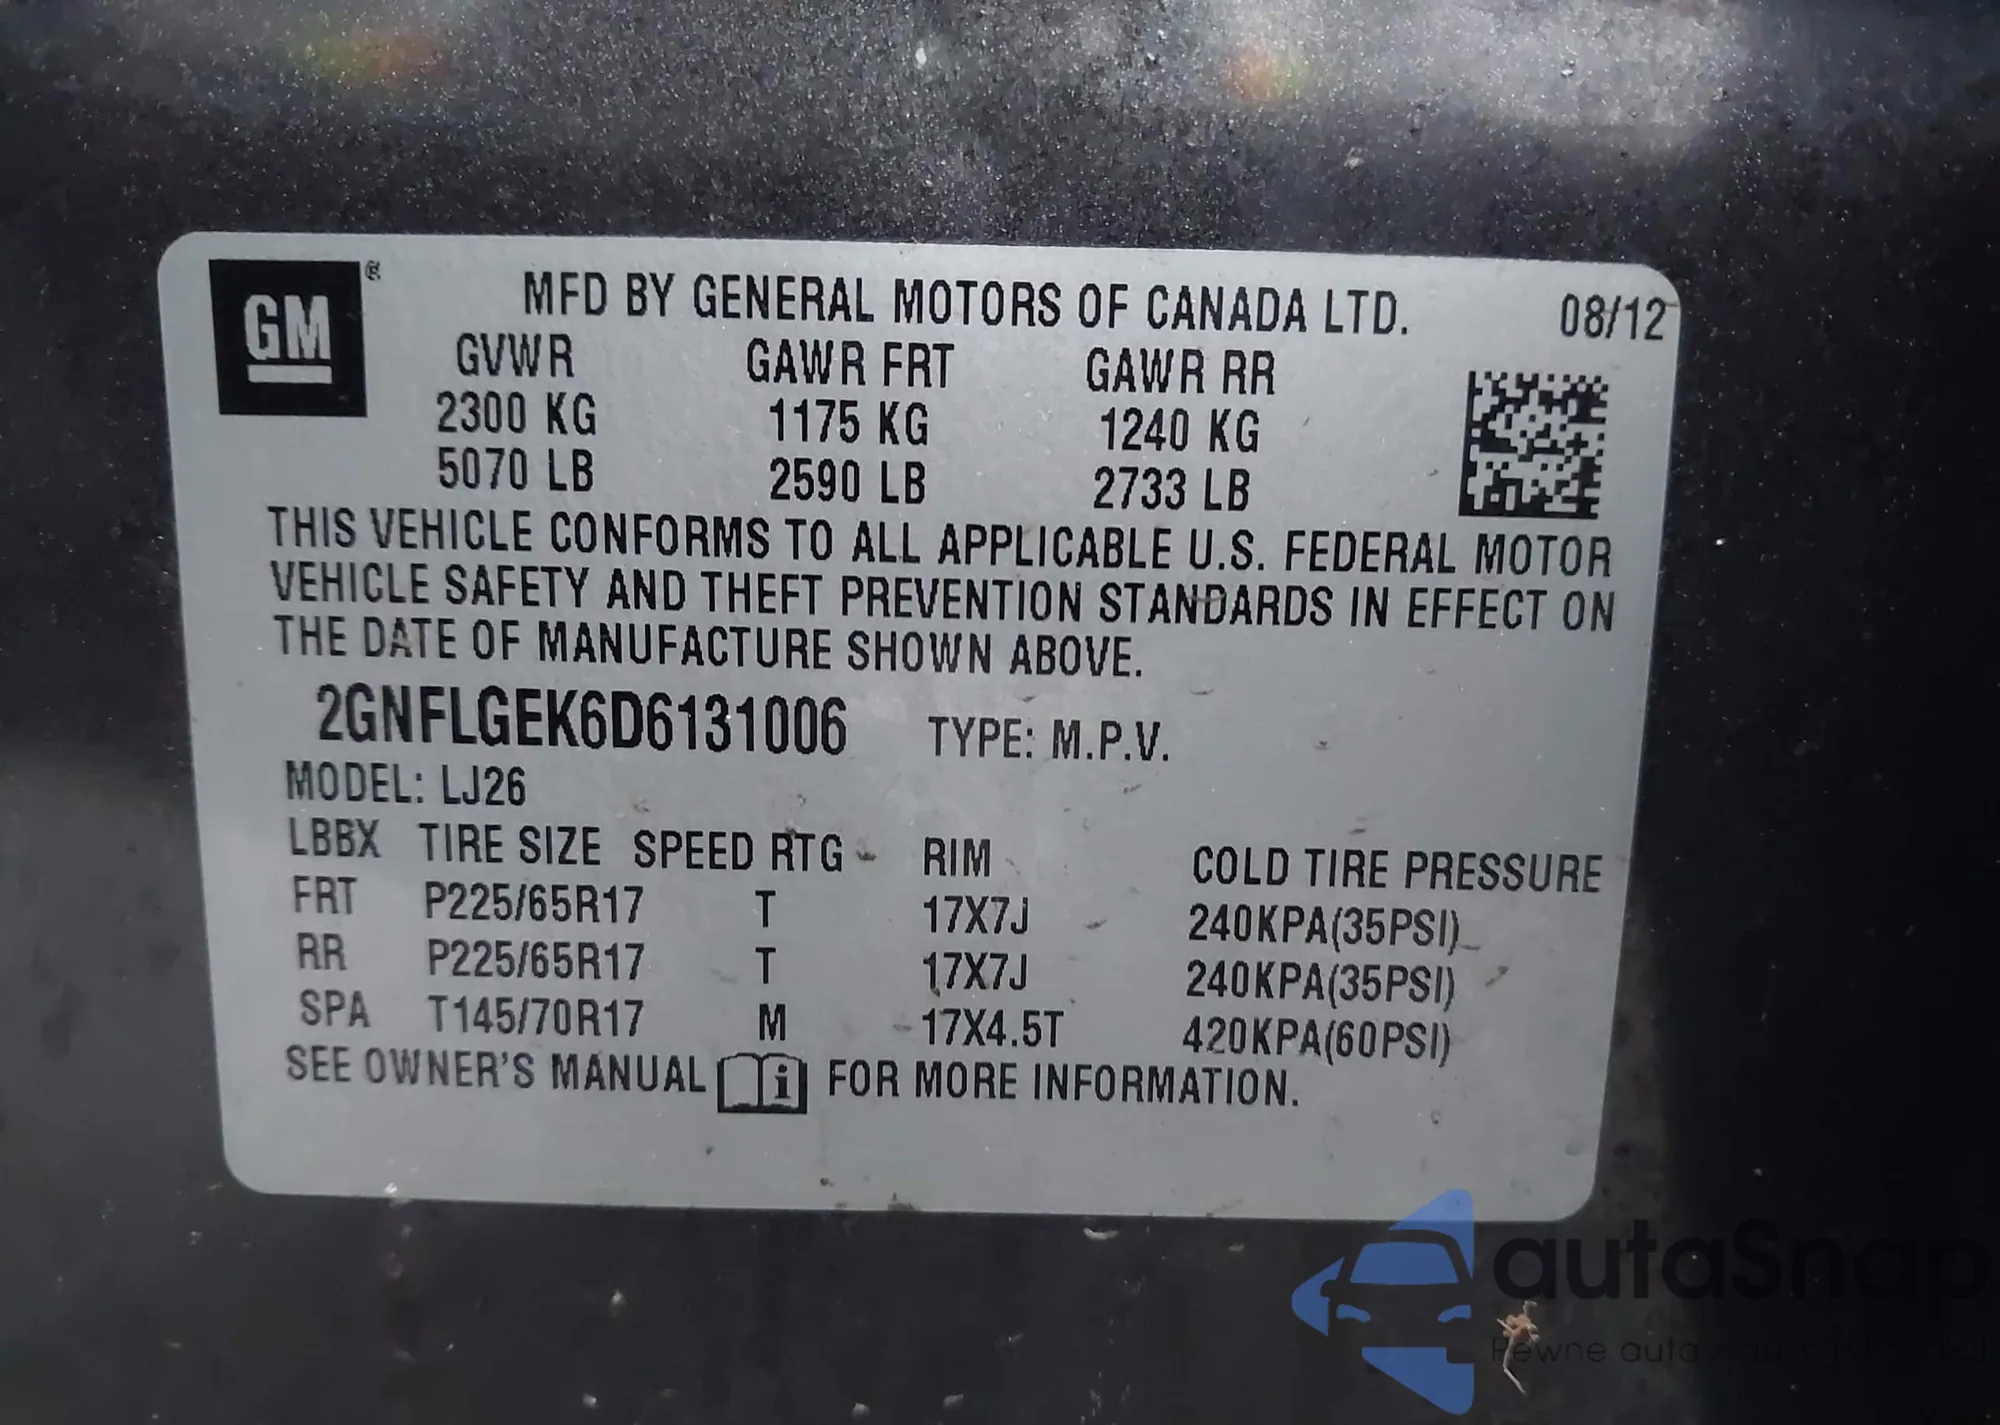 GM ®
MFD BY GENERAL MOTORS OF CANADA LTD. 08/12
GVWR GAWR FRT GAWR RR
2300 KG 1175 KG 1240 KG
5070 LB 2590 LB 2733 LB
THIS VEHICLE CONFORMS TO ALL APPLICABLE U.S. FEDERAL MOTOR
VEHICLE SAFETY AND THEFT PREVENTION STANDARDS IN EFFECT ON
THE DATE OF MANUFACTURE SHOWN ABOVE.
2GNFLGEK6D6131006 TYPE: M.P.V.
MODEL: LJ26
LBBX TIRE SIZE SPEED RTG RIM COLD TIRE PRESSURE
FRT P225/65R17 T 17X7J 240KPA(35PSI)
RR P225/65R17 T 17X7J 240KPA(35PSI)
SPA T145/70R17 M 17X4.5T 420KPA(60PSI)
SEE OWNER'S MANUAL i FOR MORE INFORMATION.
autaSnap
Pewne auta